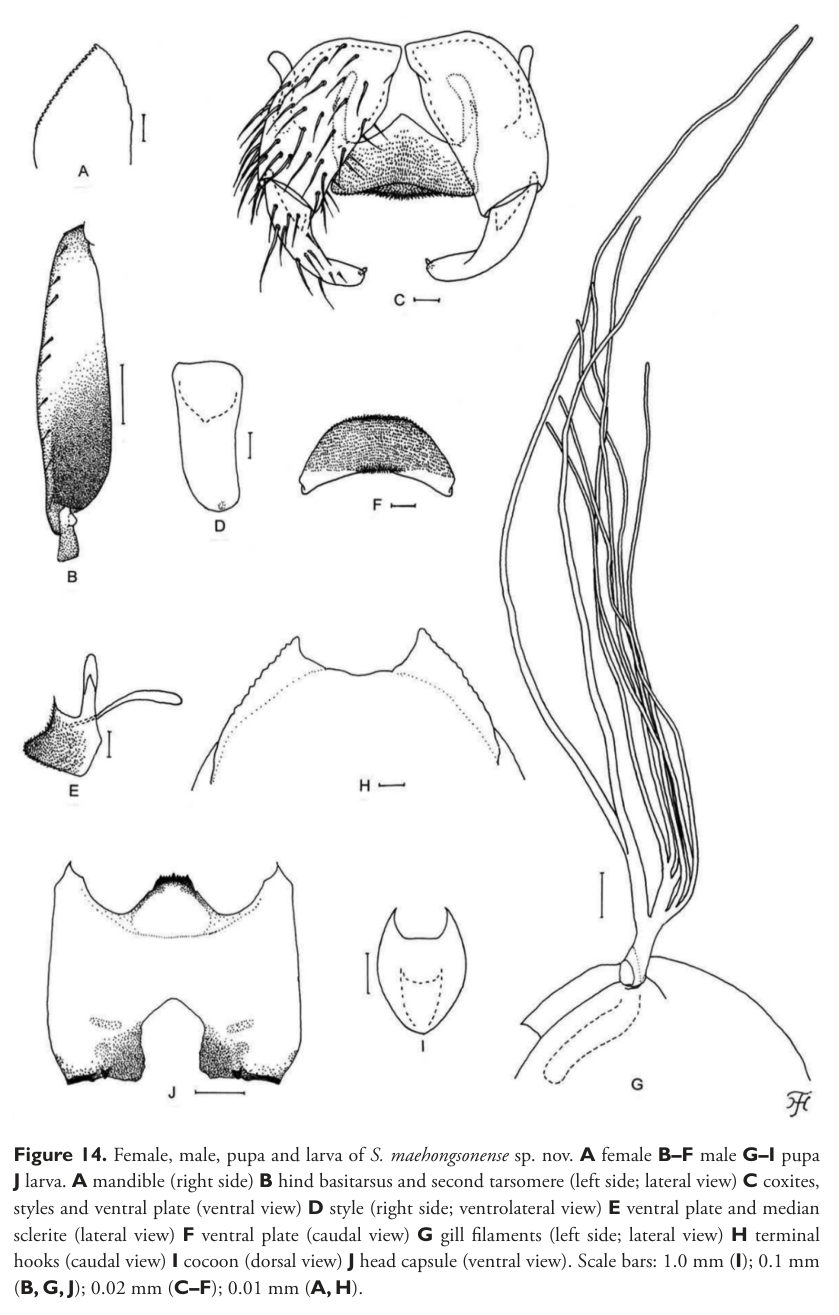 A
C
B
D
F
E
H
G
I
J
Figure 14. Female, male, pupa and larva of S. maehongsonense sp. nov. A female B–F male G–I pupa
J larva. A mandible (right side) B hind basitarsus and second tarsomere (left side; lateral view) C coxites,
styles and ventral plate (ventral view) D style (right side; ventrolateral view) E ventral plate and median
sclerite (lateral view) F ventral plate (caudal view) G gill filaments (left side; lateral view) H terminal
hooks (caudal view) I cocoon (dorsal view) J head capsule (ventral view). Scale bars: 1.0 mm (I); 0.1 mm
(B, G, J); 0.02 mm (C–F); 0.01 mm (A, H).